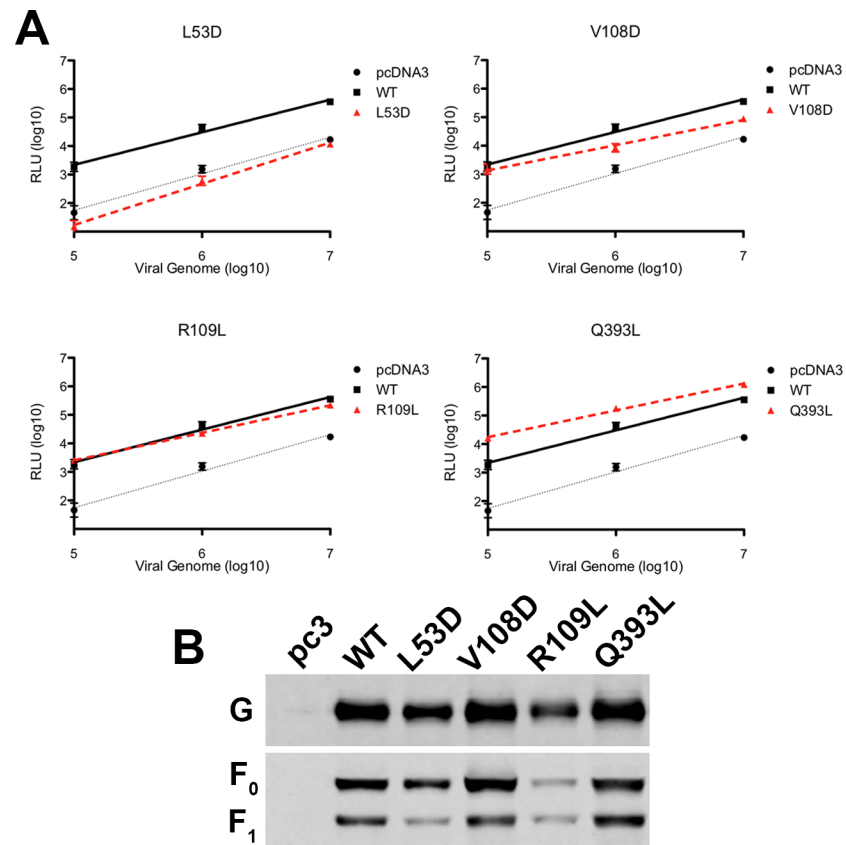 A
L53D
7
6
5
4
3
2
RLU (log10)
5
6
7
Viral Genome (log10)
pcDNA3
WT
L53D
V108D
7
6
5
4
3
2
RLU (log10)
5
6
7
Viral Genome (log10)
pcDNA3
WT
V108D
R109L
7
6
5
4
3
2
RLU (log10)
5
6
7
Viral Genome (log10)
pcDNA3
WT
R109L
Q393L
7
6
5
4
3
2
RLU (log10)
5
6
7
Viral Genome (log10)
pcDNA3
WT
Q393L
B
pc3
WT
L53D
V108D
R109L
Q393L
G
F0
F1